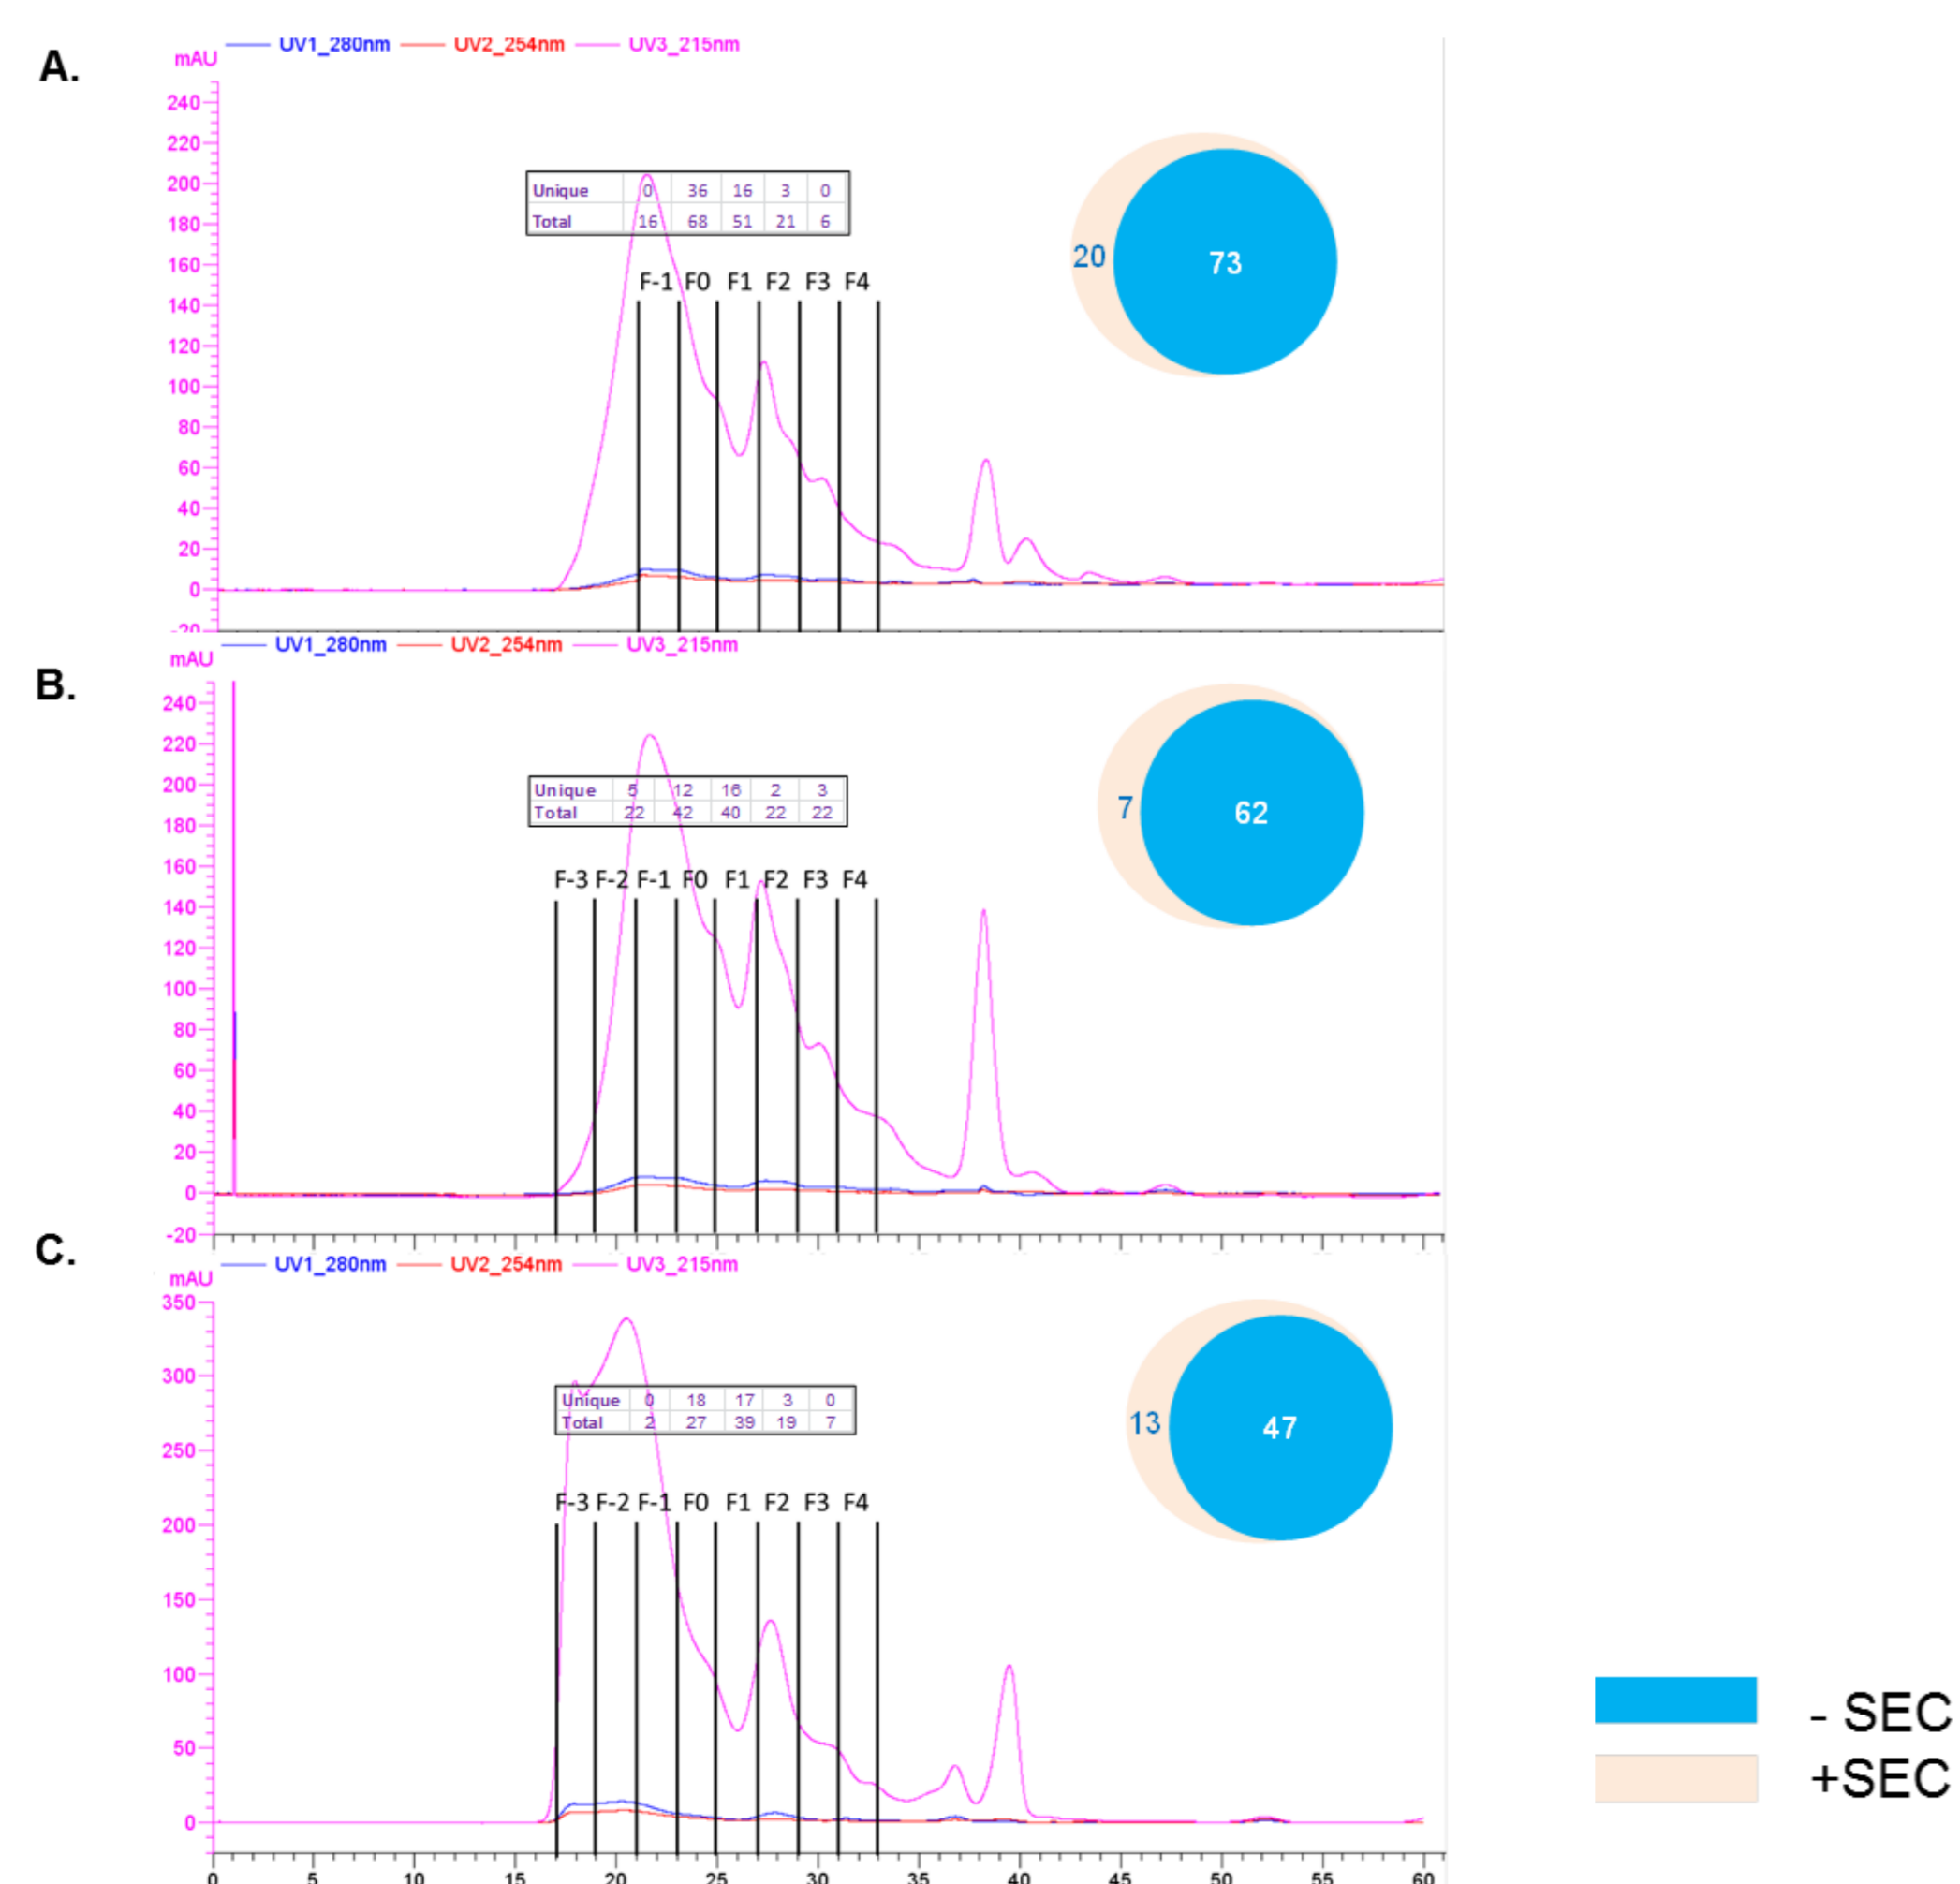 A.
UV1_280nm UV2_254nm UV3_215nm
mAU
240
220
200
180
160
140
120
100
80
60
40
20
0
-20
Unique 0 36 16 3 0
Total 16 68 51 21 6
F-1 F0 F1 F2 F3 F4
20 73
B.
UV1_280nm UV2_254nm UV3_215nm
mAU
240
220
200
180
160
140
120
100
80
60
40
20
0
-20
Unique 5 12 16 2 3
Total 22 42 40 22 22
F-3 F-2 F-1 F0 F1 F2 F3 F4
7 62
C.
UV1_280nm UV2_254nm UV3_215nm
mAU
350
300
250
200
150
100
50
0
Unique 0 18 17 3 0
Total 2 27 39 19 7
F-3 F-2 F-1 F0 F1 F2 F3 F4
13 47
0 5 10 15 20 25 30 35 40 45 50 55 60
- SEC
+SEC